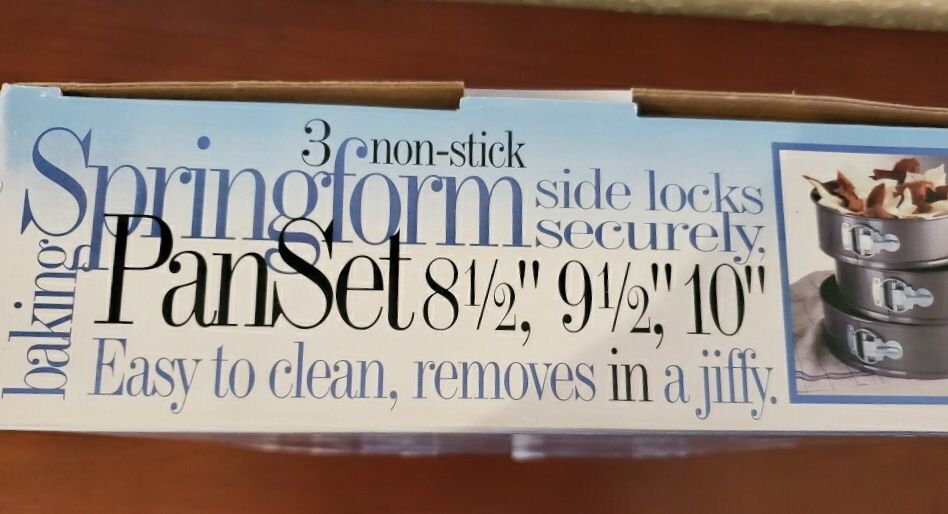 baking
3 non-stick
Springform side locks
securely.
PanSet 8½", 9½", 10"
Easy to clean, removes in a jiffy.